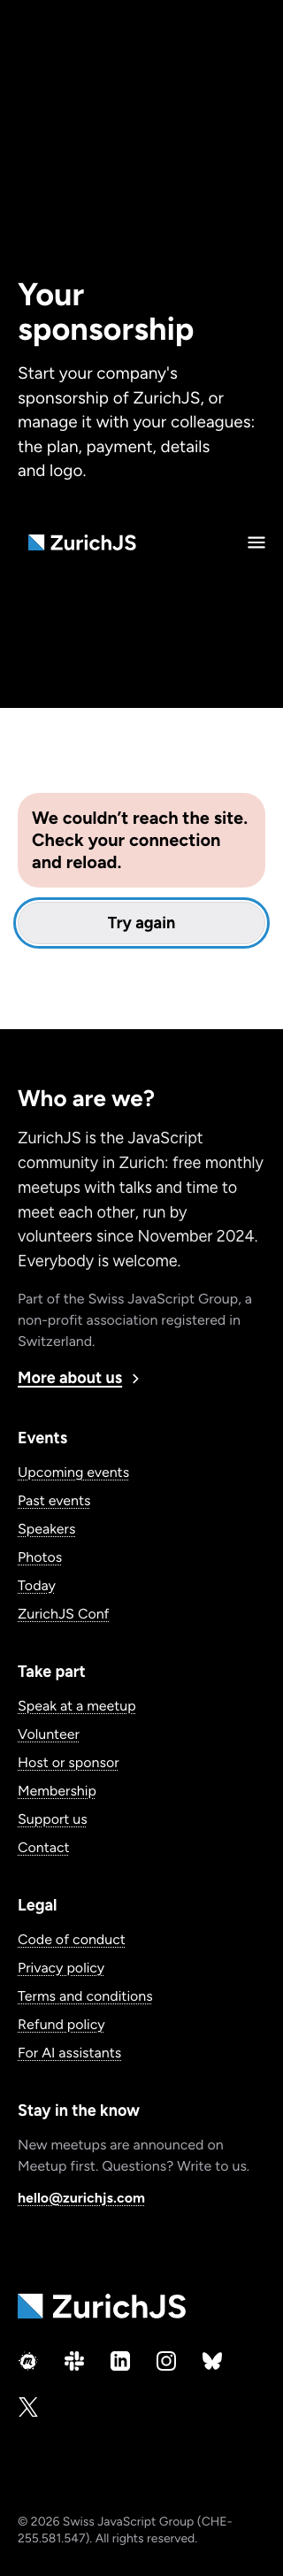 Your
sponsorship
Start your company's
sponsorship of ZurichJS, or
manage it with your colleagues:
the plan, payment, details
and logo.
ZurichJS
We couldn’t reach the site.
Check your connection
and reload.
Try again
Who are we?
ZurichJS is the JavaScript
community in Zurich: free monthly
meetups with talks and time to
meet each other, run by
volunteers since November 2024.
Everybody is welcome.
Part of the Swiss JavaScript Group, a
non-profit association registered in
Switzerland.
More about us
Events
Upcoming events
Past events
Speakers
Photos
Today
ZurichJS Conf
Take part
Speak at a meetup
Volunteer
Host or sponsor
Membership
Support us
Contact
Legal
Code of conduct
Privacy policy
Terms and conditions
Refund policy
For AI assistants
Stay in the know
New meetups are announced on
Meetup first. Questions? Write to us.
hello@zurichjs.com
ZurichJS
© 2026 Swiss JavaScript Group (CHE-
255.581.547). All rights reserved.